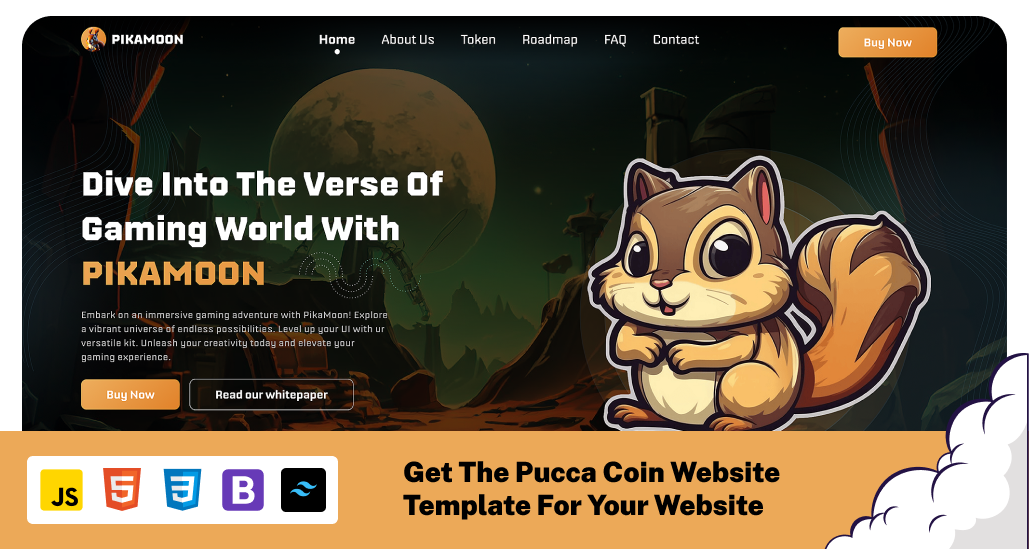 PIKAMOON
Home
About Us
Token
Roadmap
FAQ
Contact
Buy Now
Dive Into The Verse Of
Gaming World With
PIKAMOON
Embark on an immersive gaming adventure with PikaMoon! Explore
a vibrant universe of endless possibilities. Level up your UI with ur
versatile kit. Unleash your creativity today and elevate your
gaming experience.
Buy Now
Read our whitepaper
JS
5
3
B
Get The Pucca Coin Website
Template For Your Website